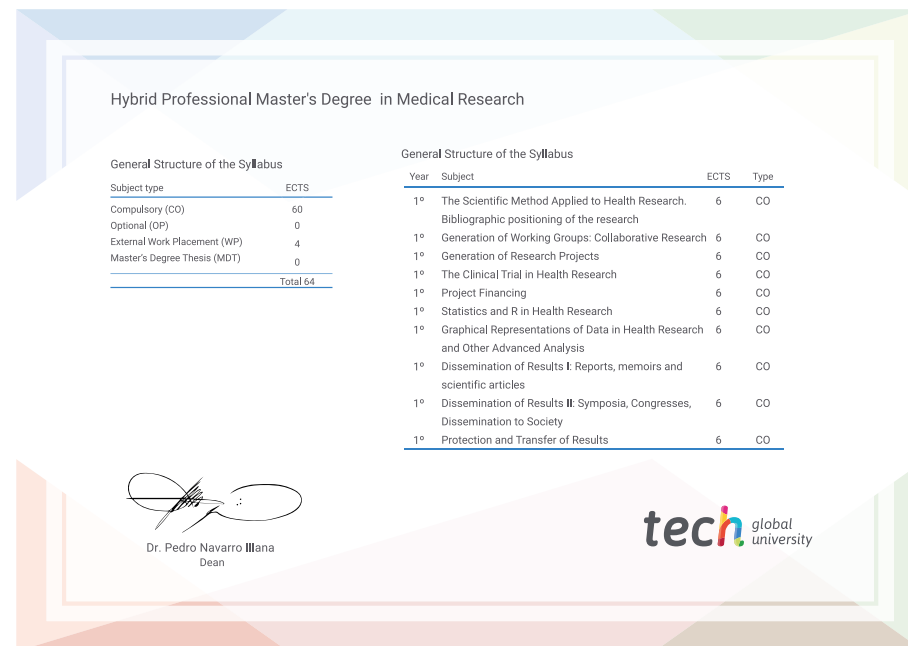 Hybrid Professional Master's Degree in Medical Research
General Structure of the Syllabus
Subject type ECTS
Compulsory (CO) 60
Optional (OP) 0
External Work Placement (WP) 4
Master's Degree Thesis (MDT) 0
Total 64
General Structure of the Syllabus
Year Subject ECTS Type
1º The Scientific Method Applied to Health Research. 6 CO
Bibliographic positioning of the research
1º Generation of Working Groups: Collaborative Research 6 CO
1º Generation of Research Projects 6 CO
1º The Clinical Trial in Health Research 6 CO
1º Project Financing 6 CO
1º Statistics and R in Health Research 6 CO
1º Graphical Representations of Data in Health Research 6 CO
and Other Advanced Analysis
1º Dissemination of Results I: Reports, memoirs and 6 CO
scientific articles
1º Dissemination of Results II: Symposia, Congresses, 6 CO
Dissemination to Society
1º Protection and Transfer of Results 6 CO
Dr. Pedro Navarro Illana
Dean
tech global
university